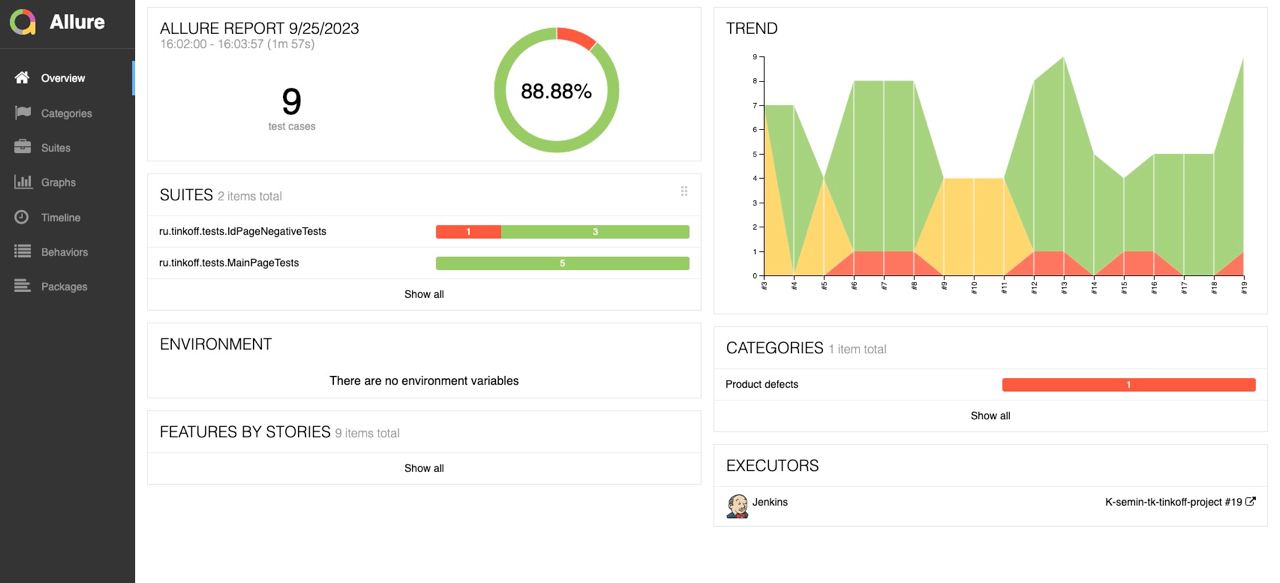 Allure
Overview
Categories
Suites
Graphs
Timeline
Behaviors
Packages
ALLURE REPORT 9/25/2023
16:02:00 - 16:03:57 (1m 57s)
9
test cases
88.88%
SUITES 2 items total
ru.tinkoff.tests.IdPageNegativeTests 1 3
ru.tinkoff.tests.MainPageTests 5
Show all
ENVIRONMENT
There are no environment variables
FEATURES BY STORIES 9 items total
Show all
TREND
9
8
7
6
5
4
3
2
1
0
#3 #4 #5 #6 #7 #8 #9 #10 #11 #12 #13 #14 #15 #16 #17 #18 #19
CATEGORIES 1 item total
Product defects 1
Show all
EXECUTORS
Jenkins K-semin-tk-tinkoff-project #19